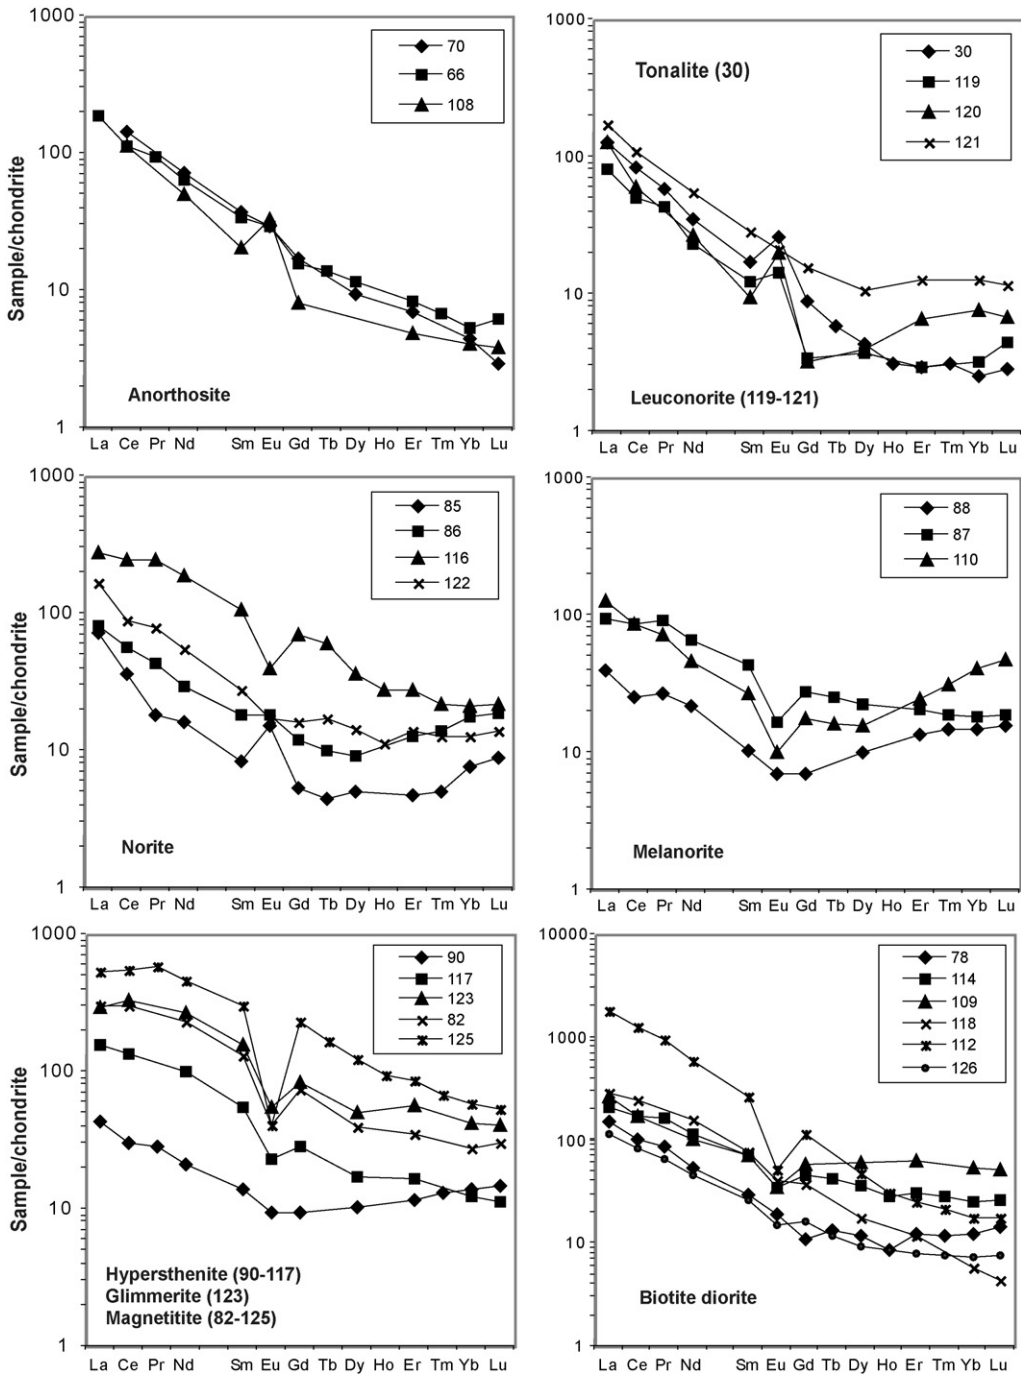 1000
100
10
1
Sample/chondrite
70
66
108
Anorthosite
La Ce Pr Nd Sm Eu Gd Tb Dy Ho Er Tm Yb Lu
1000
100
10
1
Tonalite (30)
30
119
120
121
Leuconorite (119-121)
La Ce Pr Nd Sm Eu Gd Tb Dy Ho Er Tm Yb Lu
1000
100
10
1
Sample/chondrite
85
86
116
122
Norite
La Ce Pr Nd Sm Eu Gd Tb Dy Ho Er Tm Yb Lu
1000
100
10
1
88
87
110
Melanorite
La Ce Pr Nd Sm Eu Gd Tb Dy Ho Er Tm Yb Lu
1000
100
10
1
Sample/chondrite
90
117
123
82
125
Hypersthenite (90-117)
Glimmerite (123)
Magnetitite (82-125)
La Ce Pr Nd Sm Eu Gd Tb Dy Ho Er Tm Yb Lu
10000
1000
100
10
1
78
114
109
118
112
126
Biotite diorite
La Ce Pr Nd Sm Eu Gd Tb Dy Ho Er Tm Yb Lu